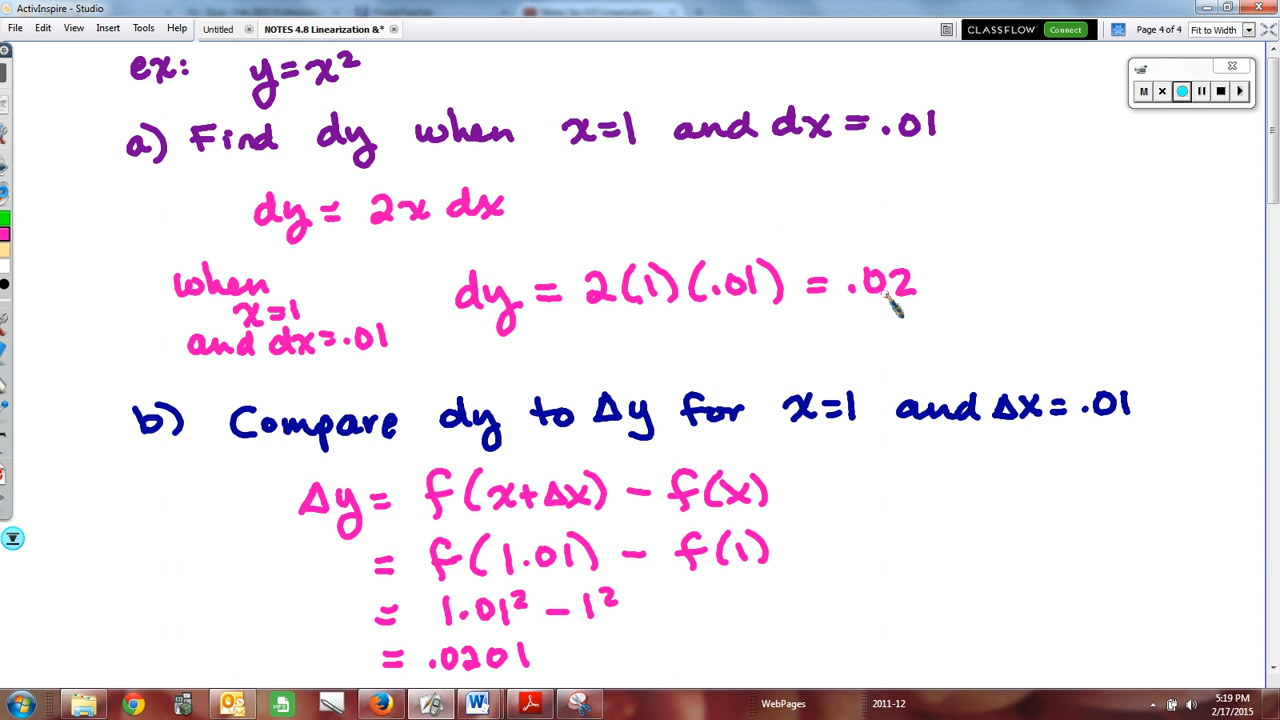 ActivInspire - Studio
File Edit View Insert Tools Help
Untitled NOTES 4.8 Linearization &*
CLASSFLOW Connect
Page 4 of 4 Fit to Width
M
ex: y=x²
a) Find dy when x=1 and dx = .01
dy = 2x dx
when
x=1
and dx=.01
dy = 2(1)(.01) = .02
b) Compare dy to Δy for x=1 and Δx = .01
Δy = f(x+Δx) - f(x)
= f(1.01) - f(1)
= 1.01² - 1²
= .0201
WebPages 2011-12
5:19 PM
2/17/2015